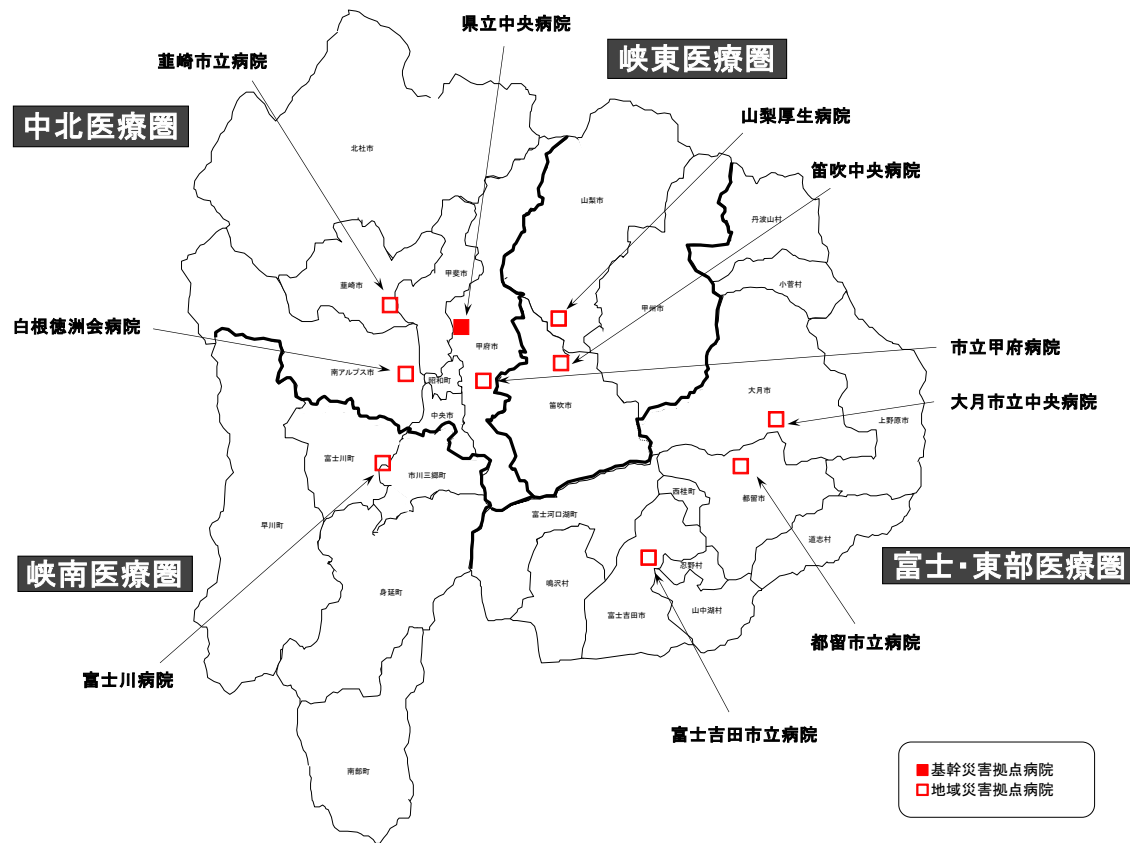 県立中央病院
峡東医療圏
韮崎市立病院
中北医療圏
山梨厚生病院
北杜市
笛吹中央病院
山梨市
丹波山村
甲斐市
韮崎市
小菅村
甲州市
白根徳洲会病院
甲府市
市立甲府病院
南アルプス市
昭和町
大月市
大月市立中央病院
笛吹市
中央市
上野原市
富士川町
市川三郷町
西桂町
都留市
富士河口湖町
早川町
道志村
峡南医療圏
富士・東部医療圏
忍野村
鳴沢村
身延町
山中湖村
富士吉田市
都留市立病院
富士川病院
富士吉田市立病院
南部町
基幹災害拠点病院
地域災害拠点病院